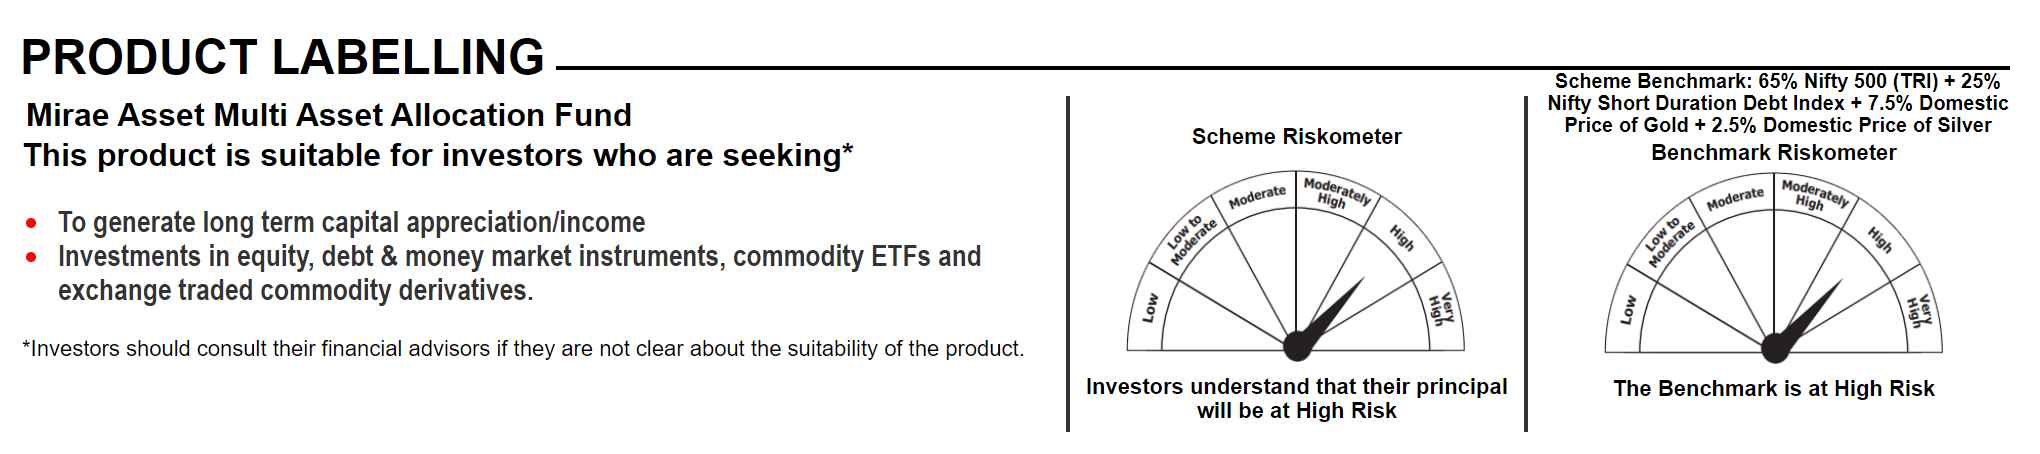 PRODUCT LABELLING
Mirae Asset Multi Asset Allocation Fund
This product is suitable for investors who are seeking*
• To generate long term capital appreciation/income
• Investments in equity, debt & money market instruments, commodity ETFs and
exchange traded commodity derivatives.
*Investors should consult their financial advisors if they are not clear about the suitability of the product.
Scheme Riskometer
Low
Low to
Moderate
Moderate
Moderately
High
High
Very
High
Investors understand that their principal
will be at High Risk
Scheme Benchmark: 65% Nifty 500 (TRI) + 25%
Nifty Short Duration Debt Index + 7.5% Domestic
Price of Gold + 2.5% Domestic Price of Silver
Benchmark Riskometer
Low
Low to
Moderate
Moderate
Moderately
High
High
Very
High
The Benchmark is at High Risk